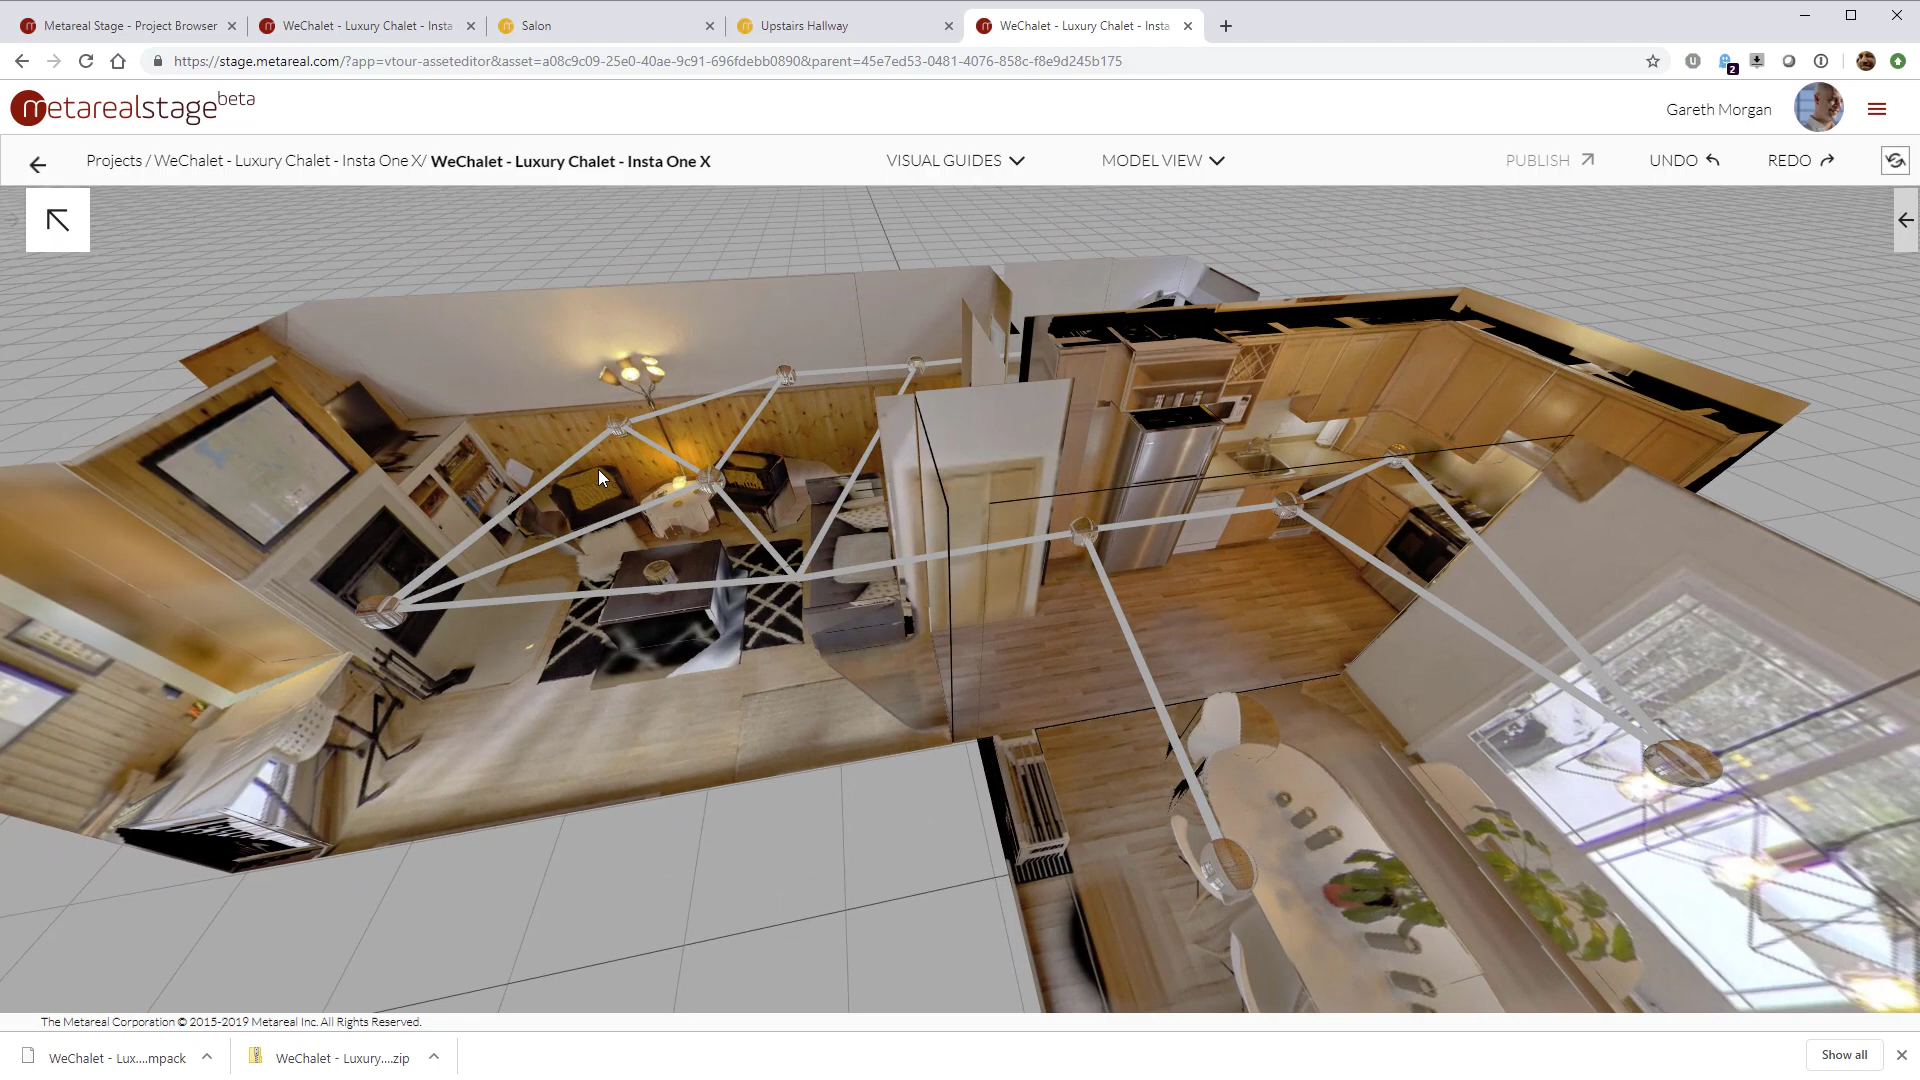 Metareal Stage - Project Browser
WeChalet - Luxury Chalet - Insta
Salon
Upstairs Hallway
WeChalet - Luxury Chalet - Insta
https://stage.metareal.com/?app=vtour-asseteditor&asset=a08c9c09-25e0-40ae-9c91-696fdebb0890&parent=45e7ed53-0481-4076-858c-f8e9d245b175
2
metarealstage beta
Gareth Morgan
Projects / WeChalet - Luxury Chalet - Insta One X/ WeChalet - Luxury Chalet - Insta One X
VISUAL GUIDES
MODEL VIEW
PUBLISH
UNDO
REDO
The Metareal Corporation © 2015-2019 Metareal Inc. All Rights Reserved.
WeChalet - Lux....mpack
WeChalet - Luxury....zip
Show all